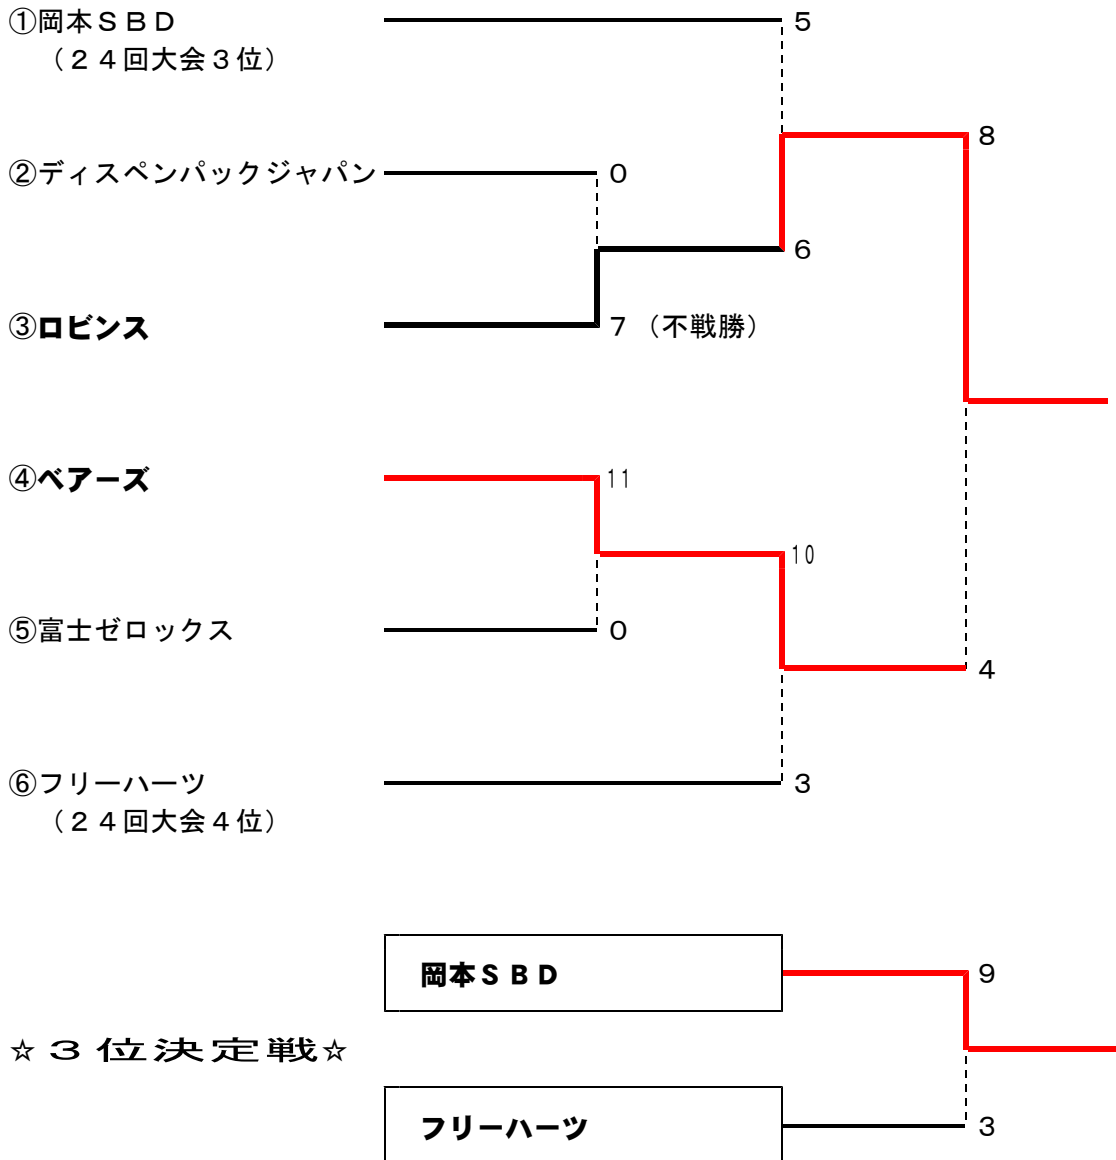 ①岡本ＳＢＤ
5
（２４回大会３位）
8
②ディスペンパックジャパン
0
6
③ロビンス
7 （不戦勝）
④ベアーズ
11
10
⑤富士ゼロックス
0
4
⑥フリーハーツ
3
（２４回大会４位）
岡本ＳＢＤ
9
☆３位決定戦☆
フリーハーツ
3